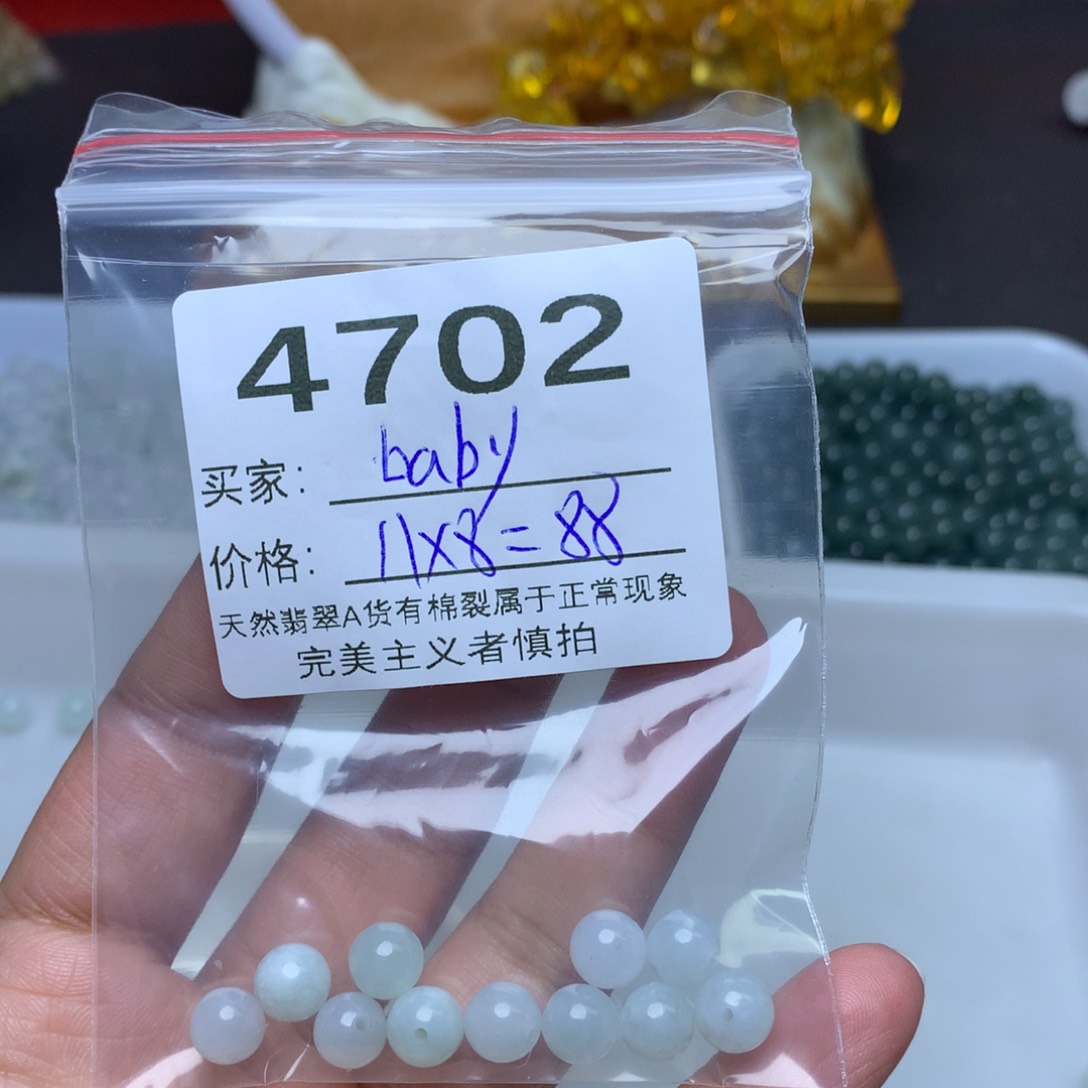 4702
买家: baby
价格: 11x8=88
天然翡翠A货有棉裂属于正常现象
完美主义者慎拍